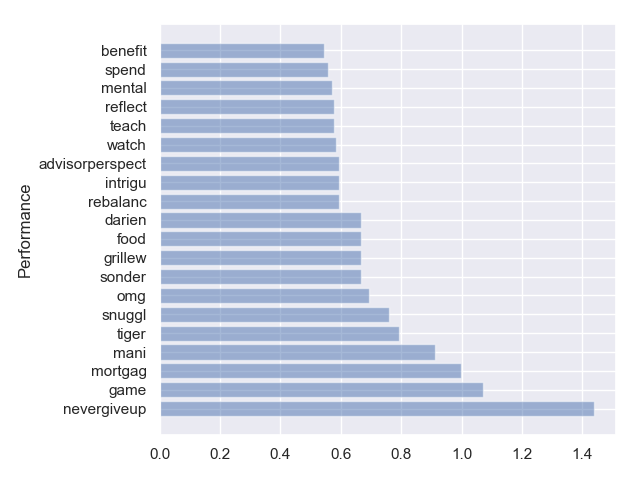 benefit
spend
mental
reflect
teach
watch
advisorperspect
intrigu
rebalanc
darien
food
grillew
sonder
omg
snuggl
tiger
mani
mortgag
game
nevergiveup
Performance
0.0 0.2 0.4 0.6 0.8 1.0 1.2 1.4